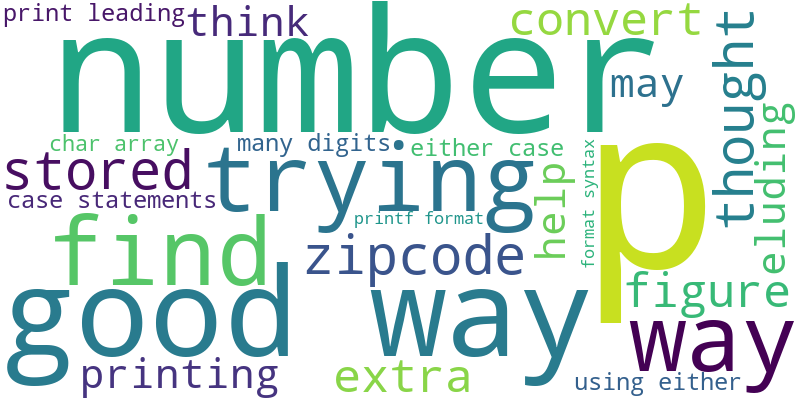 print leading
think
convert
number
may
thought
char array
many digits
either case
stored
trying
case statements
printf format
format syntax
p
help
eluding
find
zipcode
good way
figure
way
printing
extra
using either